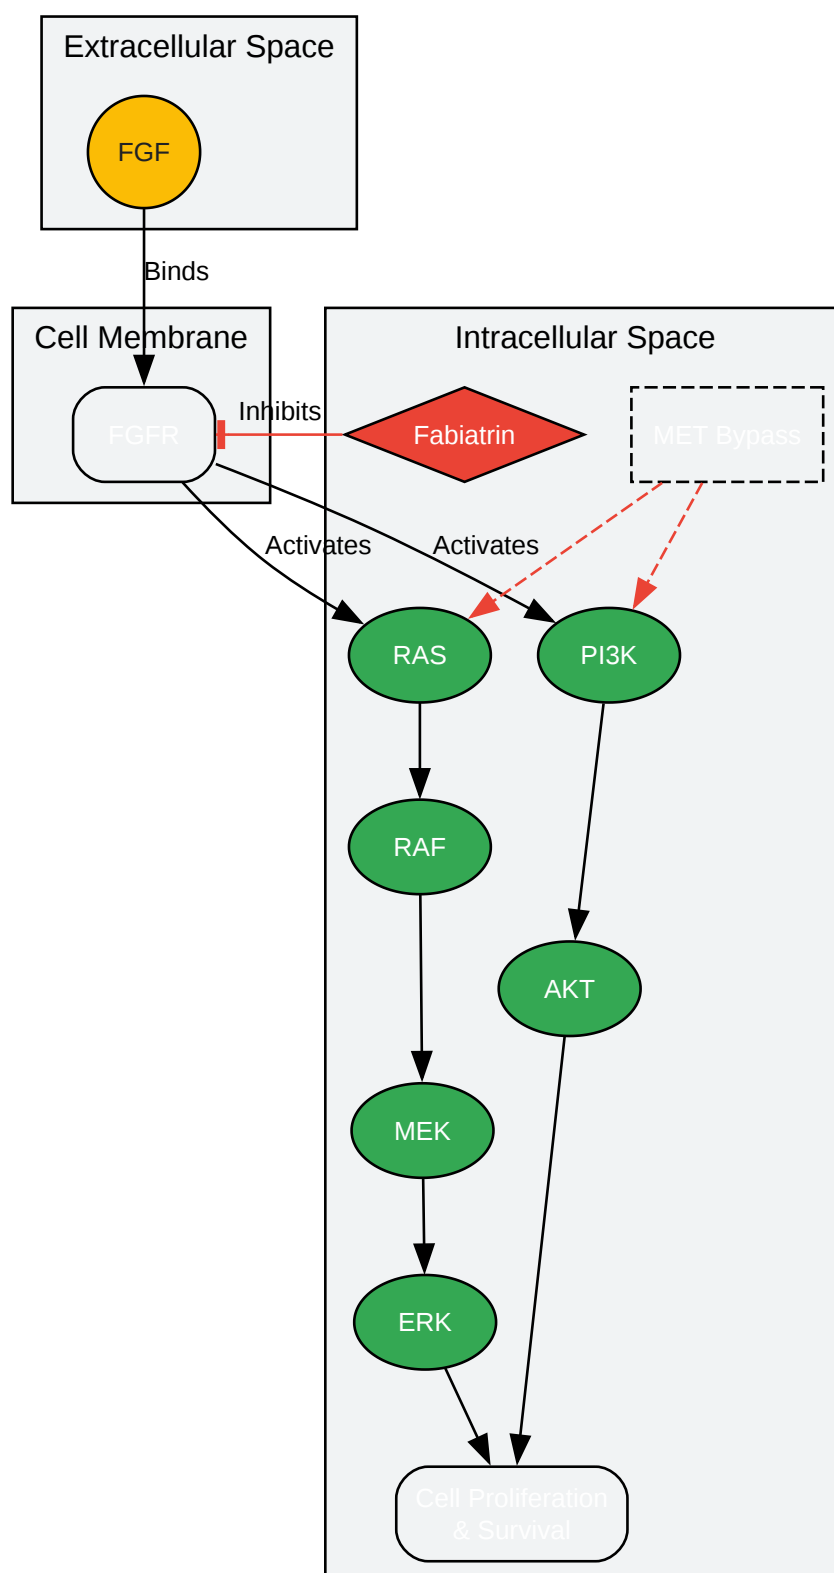 Extracellular Space
FGF
Binds
Cell Membrane
Intracellular Space
FGFR
Inhibits
Fabiatrin
MET Bypass
Activates
Activates
RAS
PI3K
RAF
AKT
MEK
ERK
Cell Proliferation
& Survival